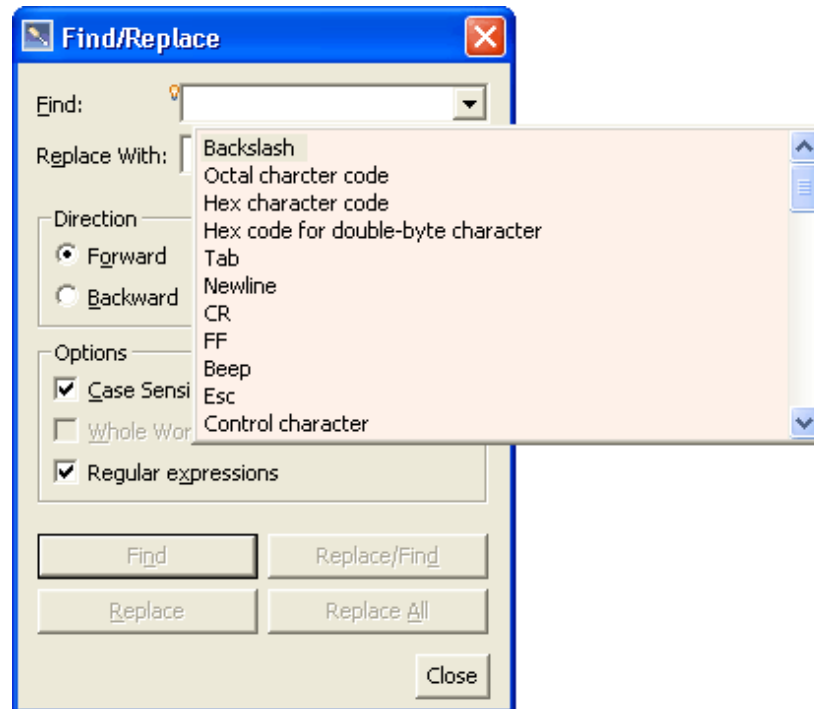 Find/Replace
Find:
Replace With:
Backslash
Octal charcter code
Hex character code
Hex code for double-byte character
Tab
Newline
CR
FF
Beep
Esc
Control character
Direction
Forward
Backward
Options
Case Sensi
Whole Wor
Regular expressions
Find Replace/Find
Replace Replace All
Close